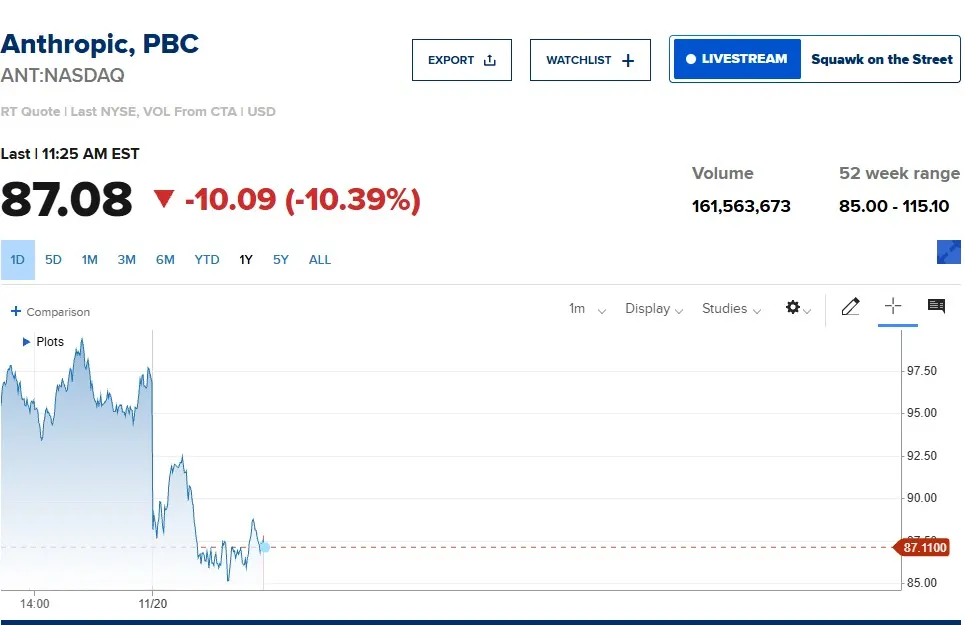 Anthropic, PBC
ANT:NASDAQ
EXPORT
WATCHLIST
LIVESTREAM
Squawk on the Street
RT Quote | Last NYSE, VOL From CTA | USD
Last | 11:25 AM EST
87.08 ▼ -10.09 (-10.39%)
Volume
161,563,673
52 week range
85.00 - 115.10
1D 5D 1M 3M 6M YTD 1Y 5Y ALL
+ Comparison
1m Display Studies
Plots
97.50
95.00
92.50
90.00
87.50
87.1100
85.00
14:00 11/20